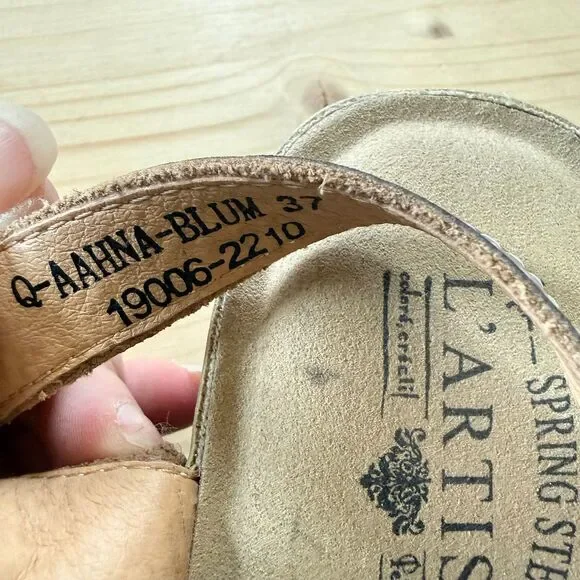 Q-AAHNA-BLUM 37
19006-2210
L'ARTIS
SPRING STE